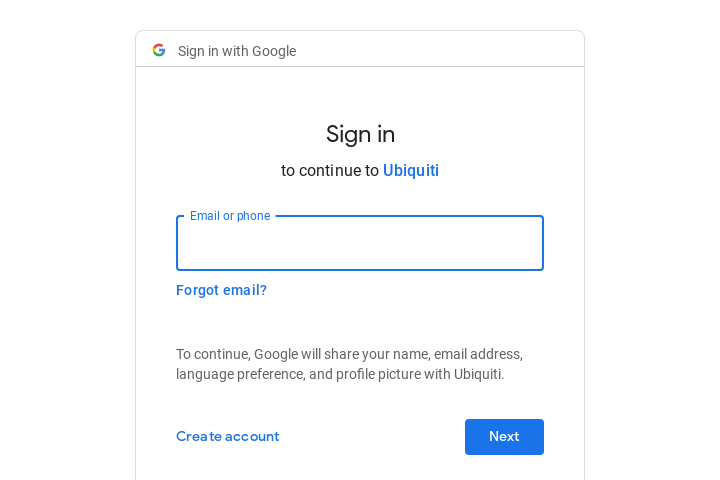 Sign in with Google
Sign in
to continue to Ubiquiti
Email or phone
Forgot email?
To continue, Google will share your name, email address,
language preference, and profile picture with Ubiquiti.
Create account
Next